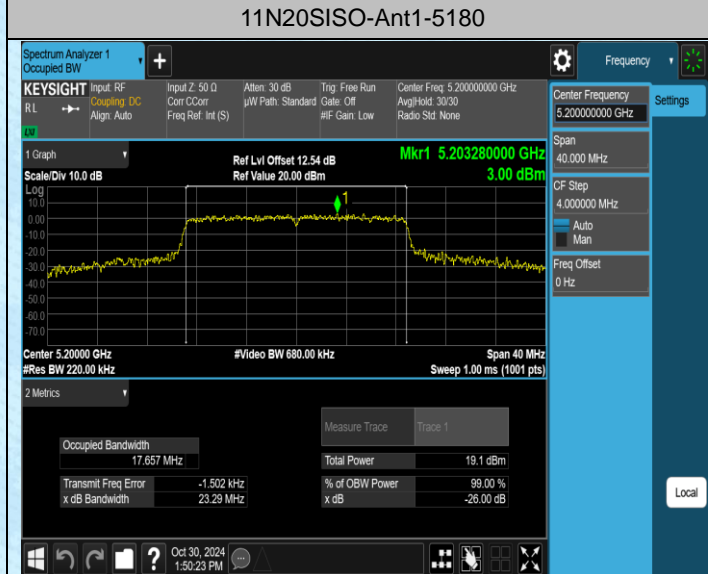 11N20SISO-Ant1-5180
Spectrum Analyzer 1
Occupied BW
+
Frequency
KEYSIGHT
RL
LXI
Input: RF
Coupling: DC
Align: Auto
Input Z: 50 Ω
Corr CCorr
Freq Ref: Int (S)
Atten: 30 dB
µW Path: Standard
Trig: Free Run
Gate: Off
#IF Gain: Low
Center Freq: 5.200000000 GHz
Avg|Hold: 30/30
Radio Std: None
Center Frequency
5.200000000 GHz
Settings
Span
40.000 MHz
CF Step
4.000000 MHz
Auto
Man
Freq Offset
0 Hz
1 Graph
Scale/Div 10.0 dB
Ref Lvl Offset 12.54 dB
Ref Value 20.00 dBm
Mkr1 5.203280000 GHz
3.00 dBm
Log
10.0
0.00
-10.0
-20.0
-30.0
-40.0
-50.0
-60.0
-70.0
1
Center 5.20000 GHz
#Video BW 680.00 kHz
Span 40 MHz
#Res BW 220.00 kHz
Sweep 1.00 ms (1001 pts)
2 Metrics
Measure Trace
Trace 1
Occupied Bandwidth
17.657 MHz
Total Power
19.1 dBm
Transmit Freq Error
-1.502 kHz
% of OBW Power
99.00 %
x dB Bandwidth
23.29 MHz
x dB
-26.00 dB
Local
?
Oct 30, 2024
1:50:23 PM